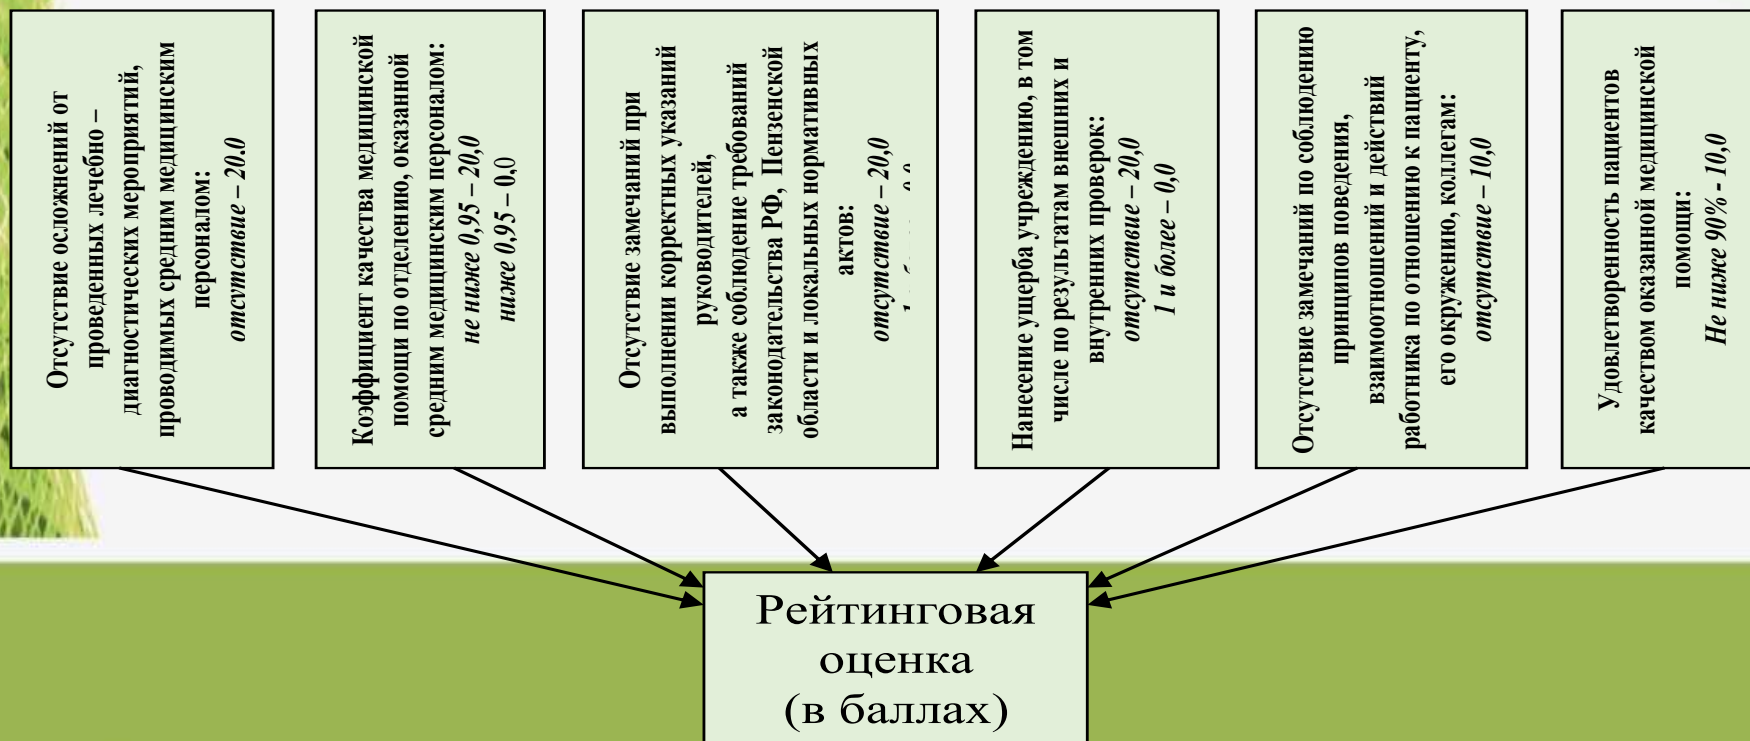 Отсутствие осложнений от
проведенных лечебно –
диагностических мероприятий,
проводимых средним медицинским
персоналом:
отсутствие – 20.0
Коэффициент качества медицинской
помощи по отделению, оказанной
средним медицинским персоналом:
не ниже 0,95 – 20,0
ниже 0,95 – 0,0
Отсутствие замечаний при
выполнении корректных указаний
руководителей,
а также соблюдение требований
законодательства РФ, Пензенской
области и локальных нормативных
актов:
отсутствие – 20,0
Нанесение ущерба учреждению, в том
числе по результатам внешних и
внутренних проверок:
отсутствие – 20,0
1 и более – 0,0
Отсутствие замечаний по соблюдению
принципов поведения,
взаимоотношений и действий
работника по отношению к пациенту,
его окружению, коллегам:
отсутствие – 10,0
Удовлетворенность пациентов
качеством оказанной медицинской
помощи:
Не ниже 90% - 10,0
Рейтинговая
оценка
(в баллах)